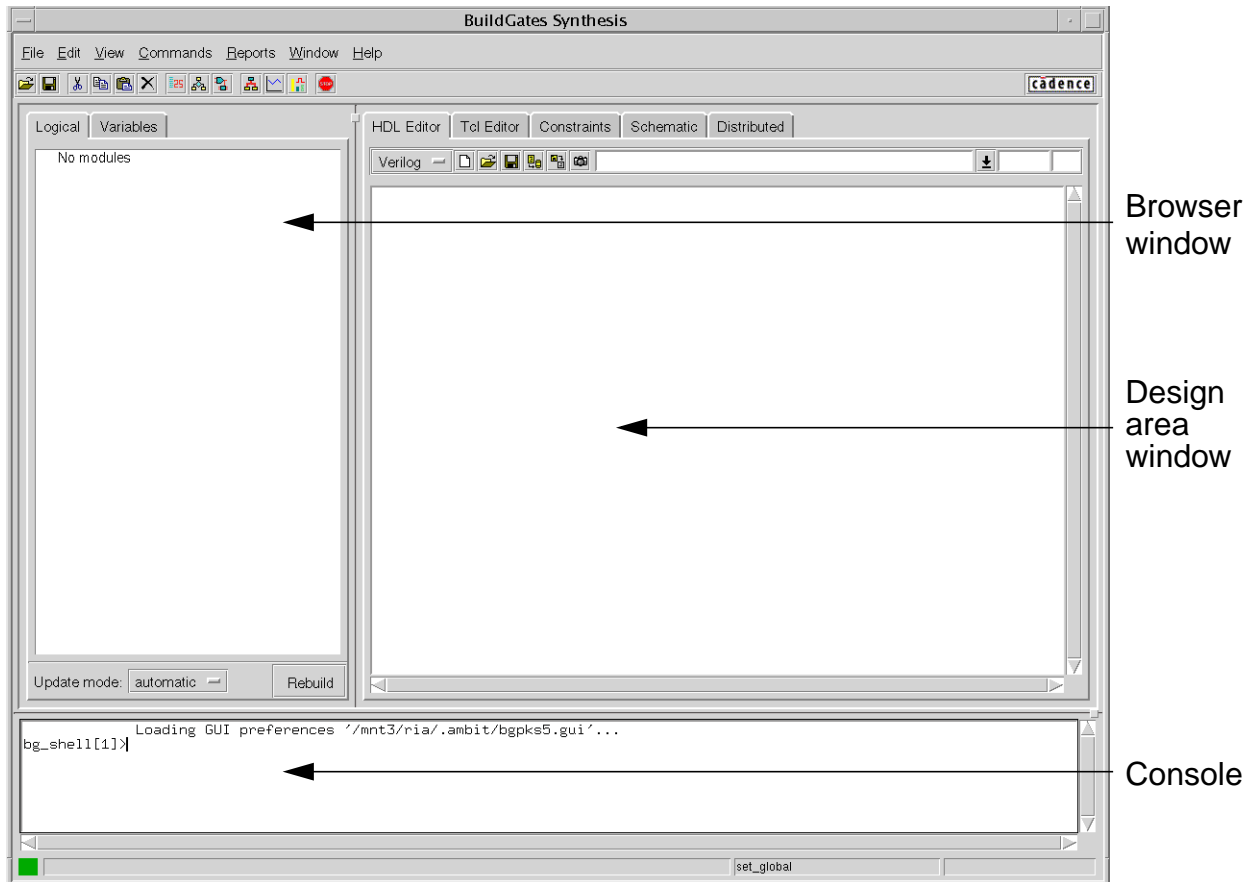 BuildGates Synthesis
File Edit View Commands Reports Window Help
cadence
Logical Variables
No modules
HDL Editor Tcl Editor Constraints Schematic Distributed
Verilog
Browser
window
Design
area
window
Update mode: automatic Rebuild
Loading GUI preferences '/mnt3/ria/.ambit/bgpks5.gui'...
bg_shell[1]>
Console
set_global